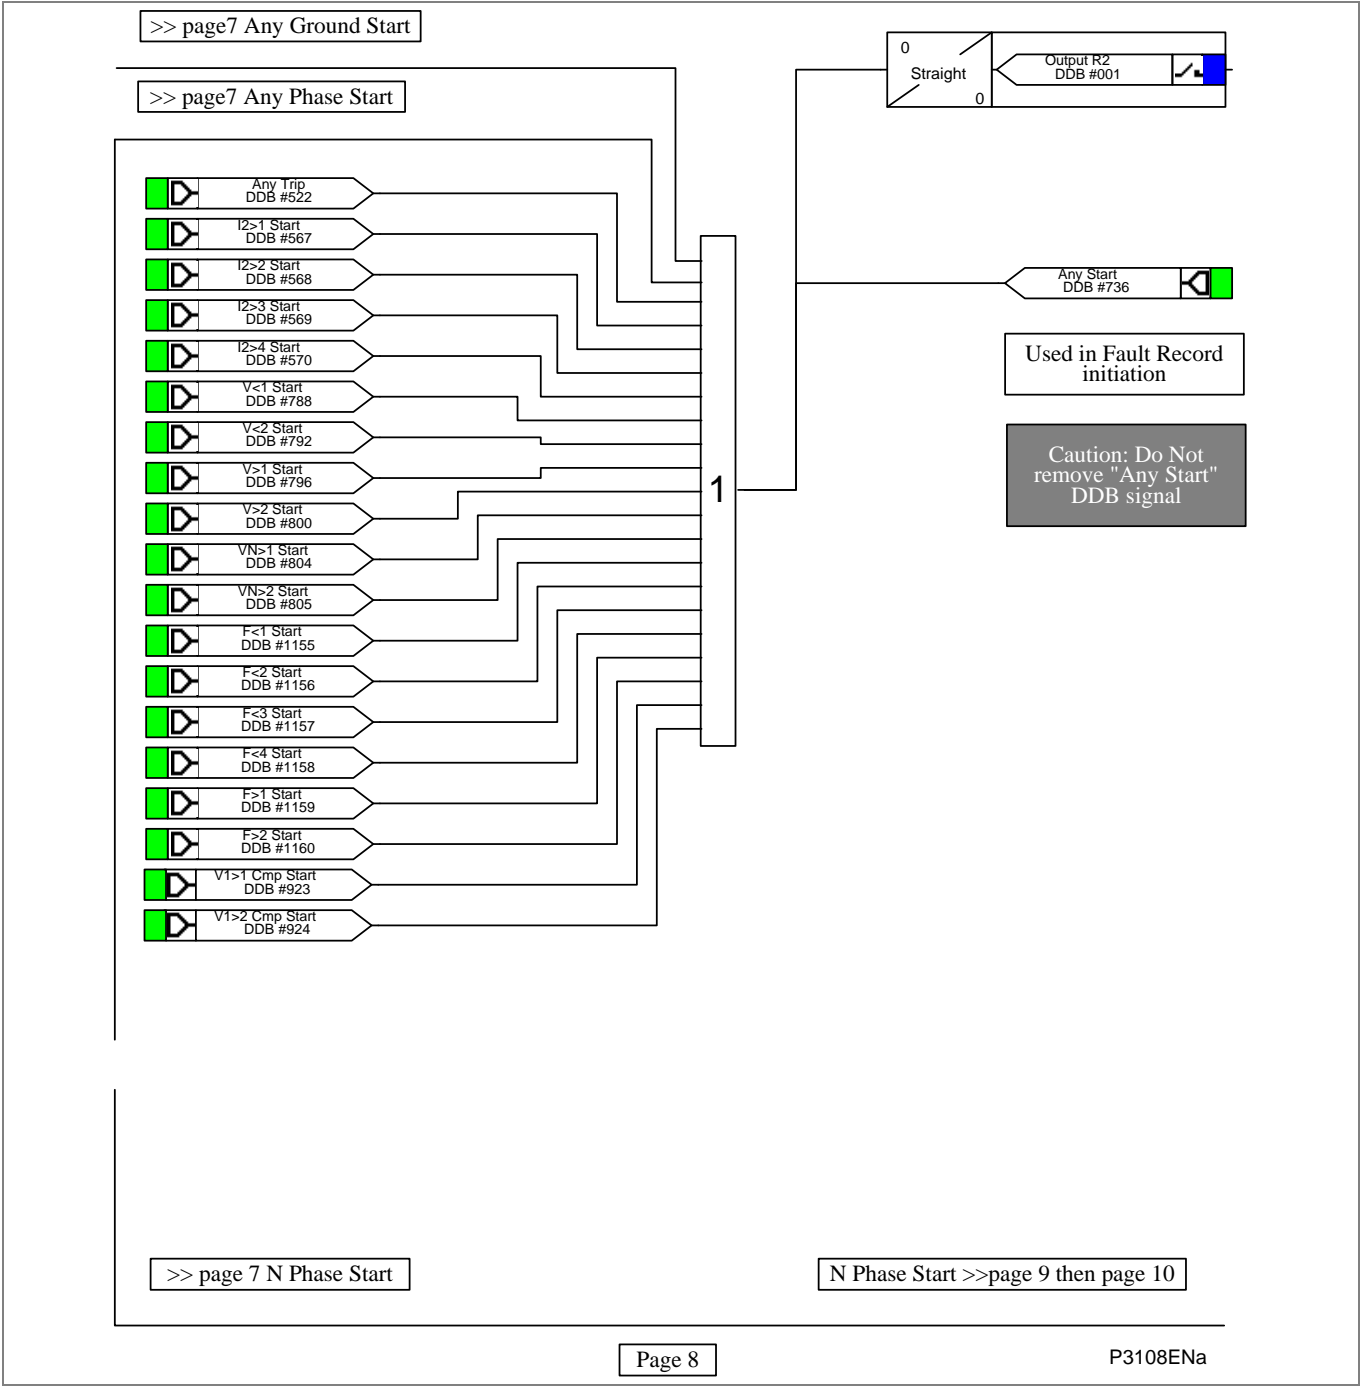 >> page7 Any Ground Start
>> page7 Any Phase Start
0
Straight
0
Output R2
DDB #001
Any Trip
DDB #522
I2>1 Start
DDB #567
I2>2 Start
DDB #568
I2>3 Start
DDB #569
I2>4 Start
DDB #570
V<1 Start
DDB #788
V<2 Start
DDB #792
V>1 Start
DDB #796
V>2 Start
DDB #800
VN>1 Start
DDB #804
VN>2 Start
DDB #805
F<1 Start
DDB #1155
F<2 Start
DDB #1156
F<3 Start
DDB #1157
F<4 Start
DDB #1158
F>1 Start
DDB #1159
F>2 Start
DDB #1160
V1>1 Cmp Start
DDB #923
V1>2 Cmp Start
DDB #924
1
Any Start
DDB #736
Used in Fault Record
initiation
Caution: Do Not
remove "Any Start"
DDB signal
>> page 7 N Phase Start
N Phase Start >>page 9 then page 10
Page 8
P3108ENa